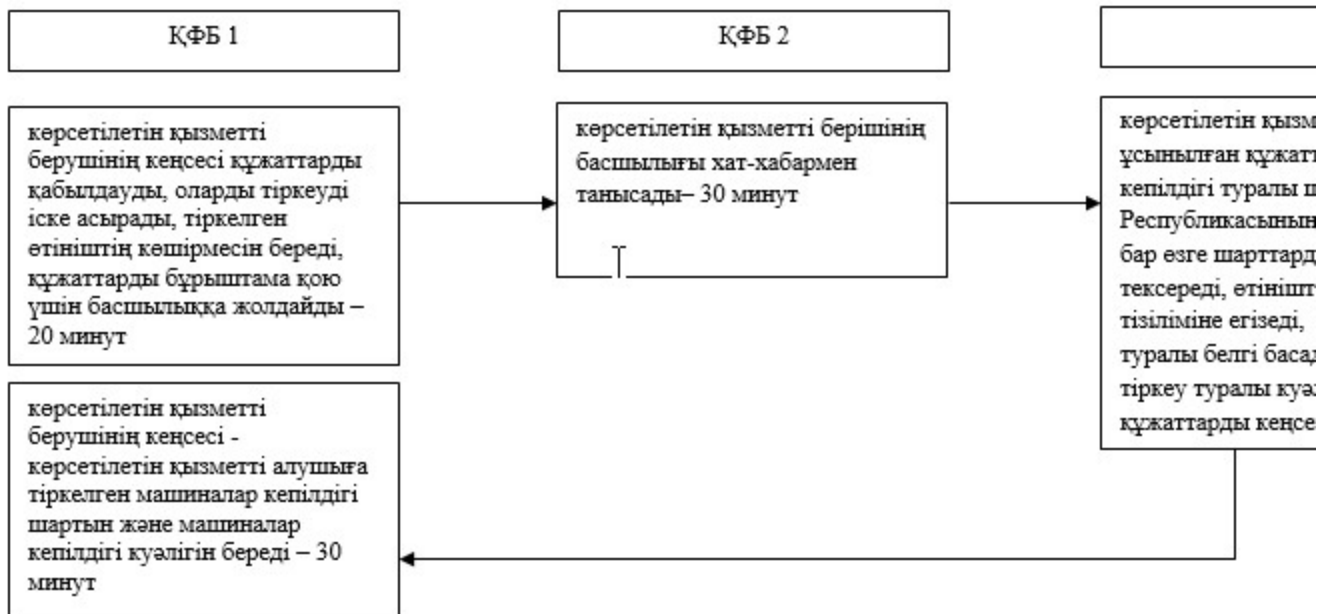 ҚФБ 1
ҚФБ 2
көрсетілетін қызметті
берушінің кеңсесі құжаттарды
қабылдауды, оларды тіркеуді
іске асырады, тіркелген
өтініштің көшірмесін береді,
құжаттарды бұрыштама қою
үшін басшылыққа жолдайды –
20 минут
көрсетілетін қызметті берішінің
басшылығы хат-хабармен
танысады– 30 минут
көрсетілетін
ұсынылған
кепілдігі туралы
Республикасының
бар өзге
тексереді,
тізіліміне егізеді,
туралы белгі
тіркеу туралы
құжаттарды
көрсетілетін қызметті
берушінің кеңсесі -
көрсетілетін қызметті алушыға
тіркелген машиналар кепілдігі
шартын және машиналар
кепілдігі куәлігін береді – 30
минут